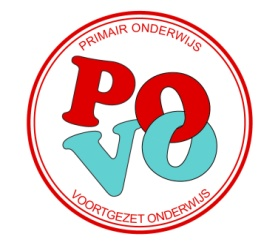 PRIMAIR ONDERWIJS
PO
VO
VOORTGEZET ONDERWIJS